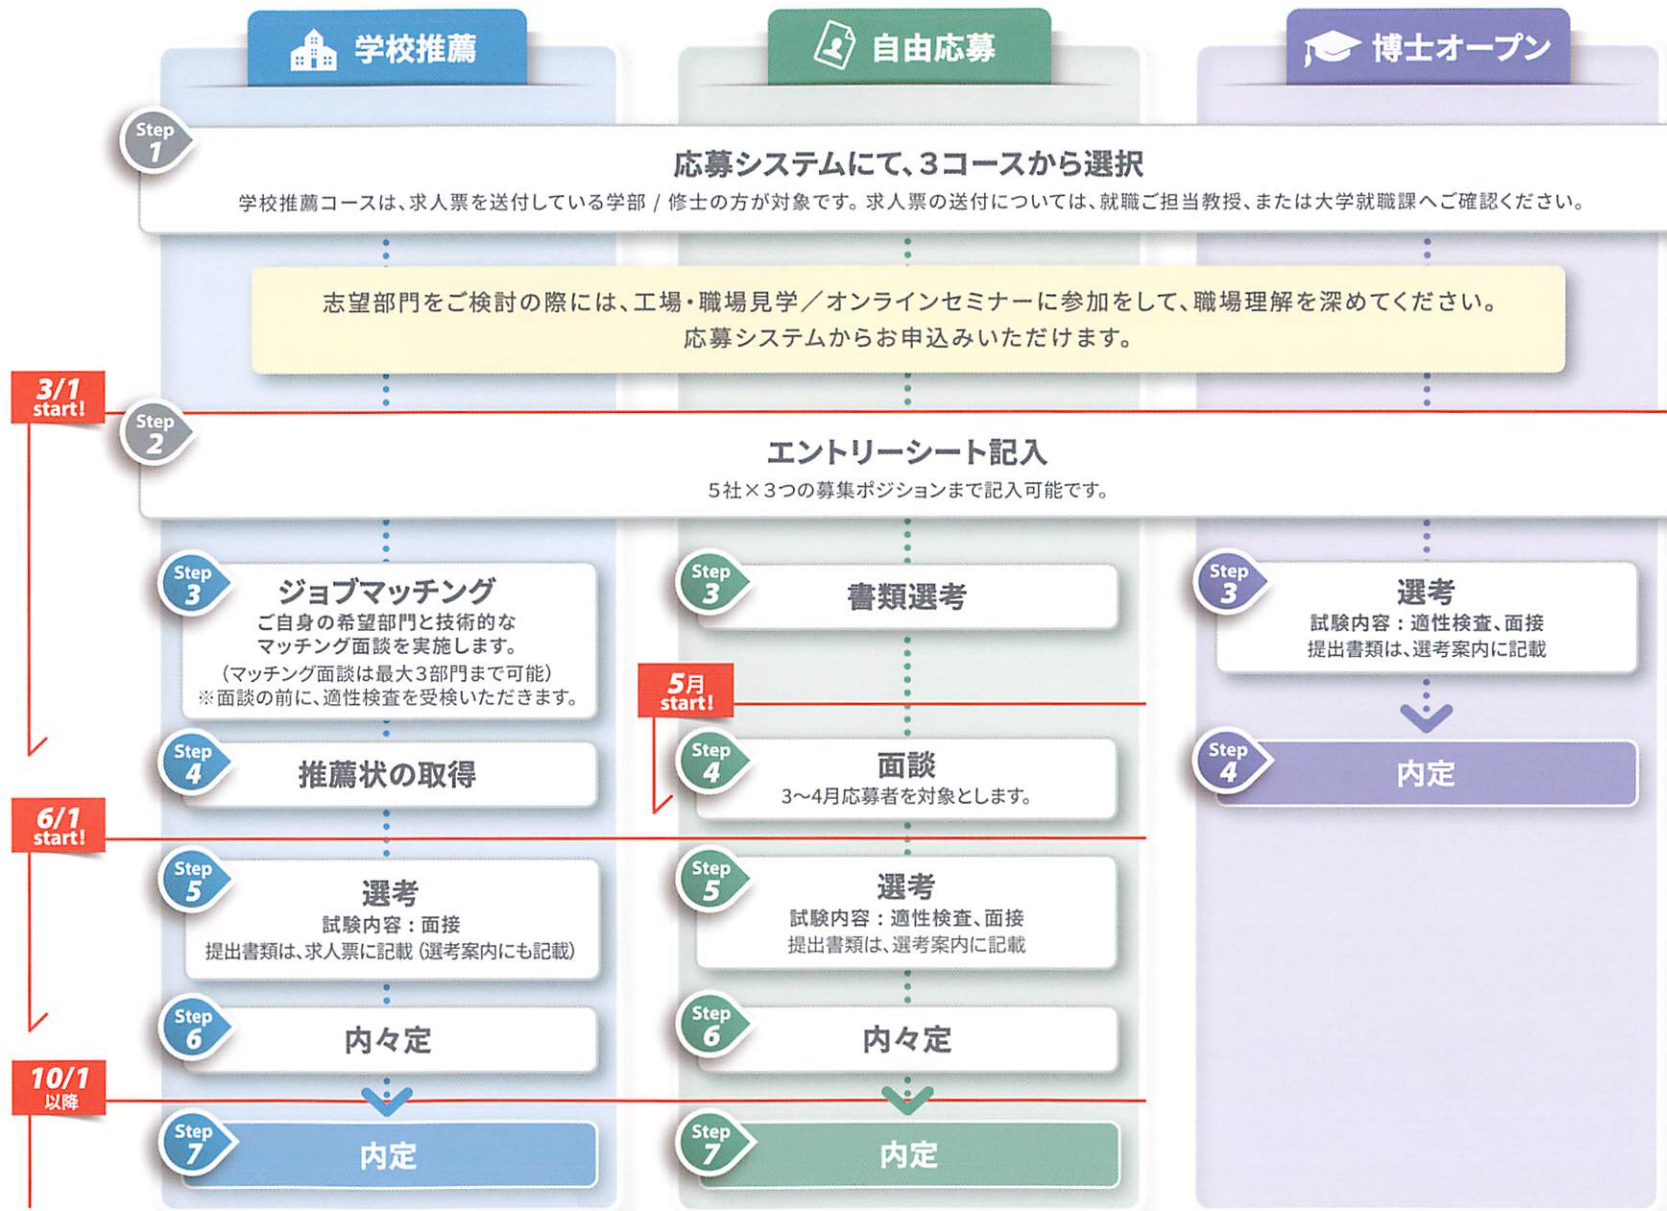 学校推薦
自由応募
博士オープン
Step
1
応募システムにて、3コースから選択
学校推薦コースは、求人票を送付している学部 / 修士の方が対象です。求人票の送付については、就職ご担当教授、または大学就職課へご確認ください。
志望部門をご検討の際には、工場・職場見学／オンラインセミナーに参加をして、職場理解を深めてください。
応募システムからお申込みいただけます。
3/1
start!
Step
2
エントリーシート記入
5社×3つの募集ポジションまで記入可能です。
Step
3
ジョブマッチング
ご自身の希望部門と技術的な
マッチング面談を実施します。
（マッチング面談は最大3部門まで可能）
※面談の前に、適性検査を受検いただきます。
Step
3
書類選考
Step
3
選考
試験内容：適性検査、面接
提出書類は、選考案内に記載
5月
start!
Step
4
推薦状の取得
Step
4
面談
3〜4月応募者を対象とします。
Step
4
内定
6/1
start!
Step
5
選考
試験内容：面接
提出書類は、求人票に記載（選考案内にも記載）
Step
5
選考
試験内容：適性検査、面接
提出書類は、選考案内に記載
Step
6
内々定
Step
6
内々定
10/1
以降
Step
7
内定
Step
7
内定